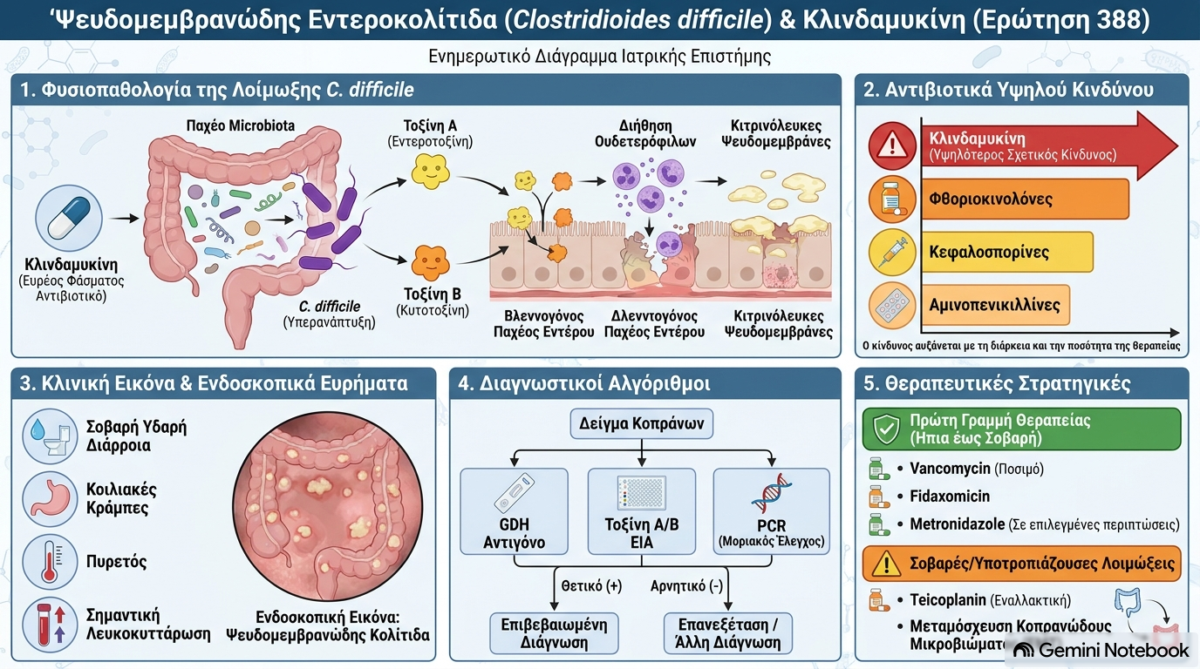 ‘Ψευδομεμβρανώδης Εντεροκολίτιδα (Clostridioides difficile) & Κλινδαμυκίνη (Ερώτηση 388)
Ενημερωτικό Διάγραμμα Ιατρικής Επιστήμης
1. Φυσιοπαθολογία της Λοίμωξης C. difficile
Παχέο Microbiota
Τοξίνη Α
(Εντεροτοξίνη)
Διήθηση
Ουδετερόφιλων
Κιτρινόλευκες
Ψευδομεμβράνες
Κλινδαμυκίνη
(Ευρέος Φάσματος
Αντιβιοτικό)
C. difficile
(Υπερανάπτυξη)
Τοξίνη Β
(Κυτοτοξίνη)
Βλεννογόνος
Παχέος Εντέρου
Δλενντογόνος
Παχέος Εντέρου
Κιτρινόλευκες
Ψευδομεμβράνες
2. Αντιβιοτικά Υψηλού Κινδύνου
Κλινδαμυκίνη
(Υψηλότερος Σχετικός Κίνδυνος)
Φθοριοκινολόνες
Κεφαλοσπορίνες
Αμινοπενικιλλίνες
Ο κίνδυνος αυξάνεται με τη διάρκεια και την ποσότητα της θεραπείας
3. Κλινική Εικόνα & Ενδοσκοπικά Ευρήματα
Σοβαρή Υδαρή
Διάρροια
Κοιλιακές
Κράμπες
Πυρετός
Σημαντική
Λευκοκυττάρωση
Ενδοσκοπική Εικόνα:
Ψευδομεμβρανώδης Κολίτιδα
4. Διαγνωστικοί Αλγόριθμοι
Δείγμα Κοπράνων
GDH
Αντιγόνο
Τοξίνη Α/Β
EIA
PCR
(Μοριακός Έλεγχος)
Θετικό (+)
Αρνητικό (-)
Επιβεβαιωμένη
Διάγνωση
Επανεξέταση /
Άλλη Διάγνωση
5. Θεραπευτικές Στρατηγικές
Πρώτη Γραμμή Θεραπείας
(Ήπια έως Σοβαρή)
• Vancomycin (Ποσιμό)
• Fidaxomicin
• Metronidazole (Σε επιλεγμένες περιπτώσεις)
Σοβαρές/Υποτροπιάζουσες Λοιμώξεις
• Teicoplanin (Εναλλακτική)
• Μεταμόσχευση Κοπρανώδους
Gemini Notebook